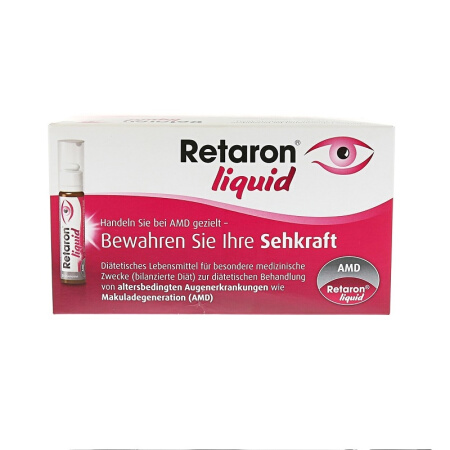 Retaron®
liquid
Handeln Sie bei AMD gezielt –
Bewahren Sie Ihre Sehkraft
Diätetisches Lebensmittel für besondere medizinische
Zwecke (bilanzierte Diät) zur diätetischen Behandlung
von altersbedingten Augenerkrankungen wie
Makuladegeneration (AMD)
AMD
Retaron®
liquid
Retaron
liquid